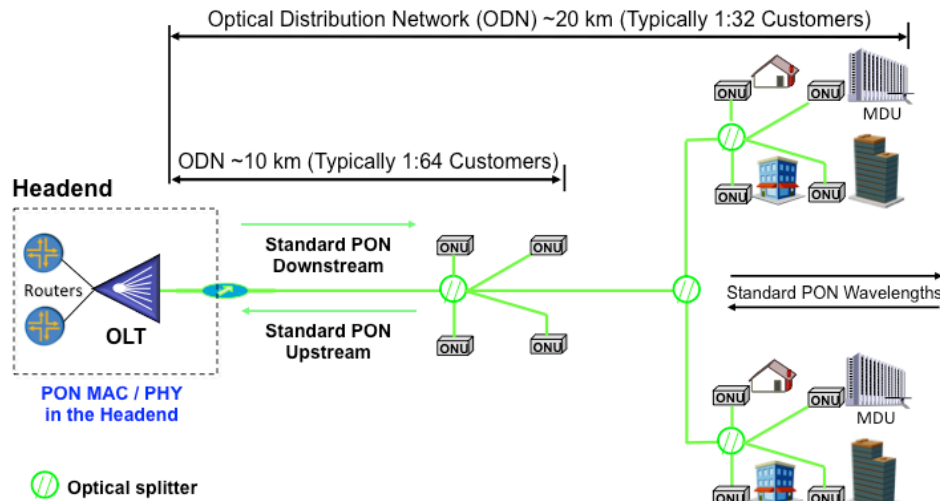 Optical Distribution Network (ODN) ~20 km (Typically 1:32 Customers)
ONU
ONU
MDU
ODN ~10 km (Typically 1:64 Customers)
ONU
ONU
Headend
Standard PON
Downstream
ONU
ONU
Routers
OLT
Standard PON Wavelengths
Standard PON
Upstream
ONU
ONU
PON MAC / PHY
in the Headend
ONU
ONU
MDU
Optical splitter
ONU
ONU